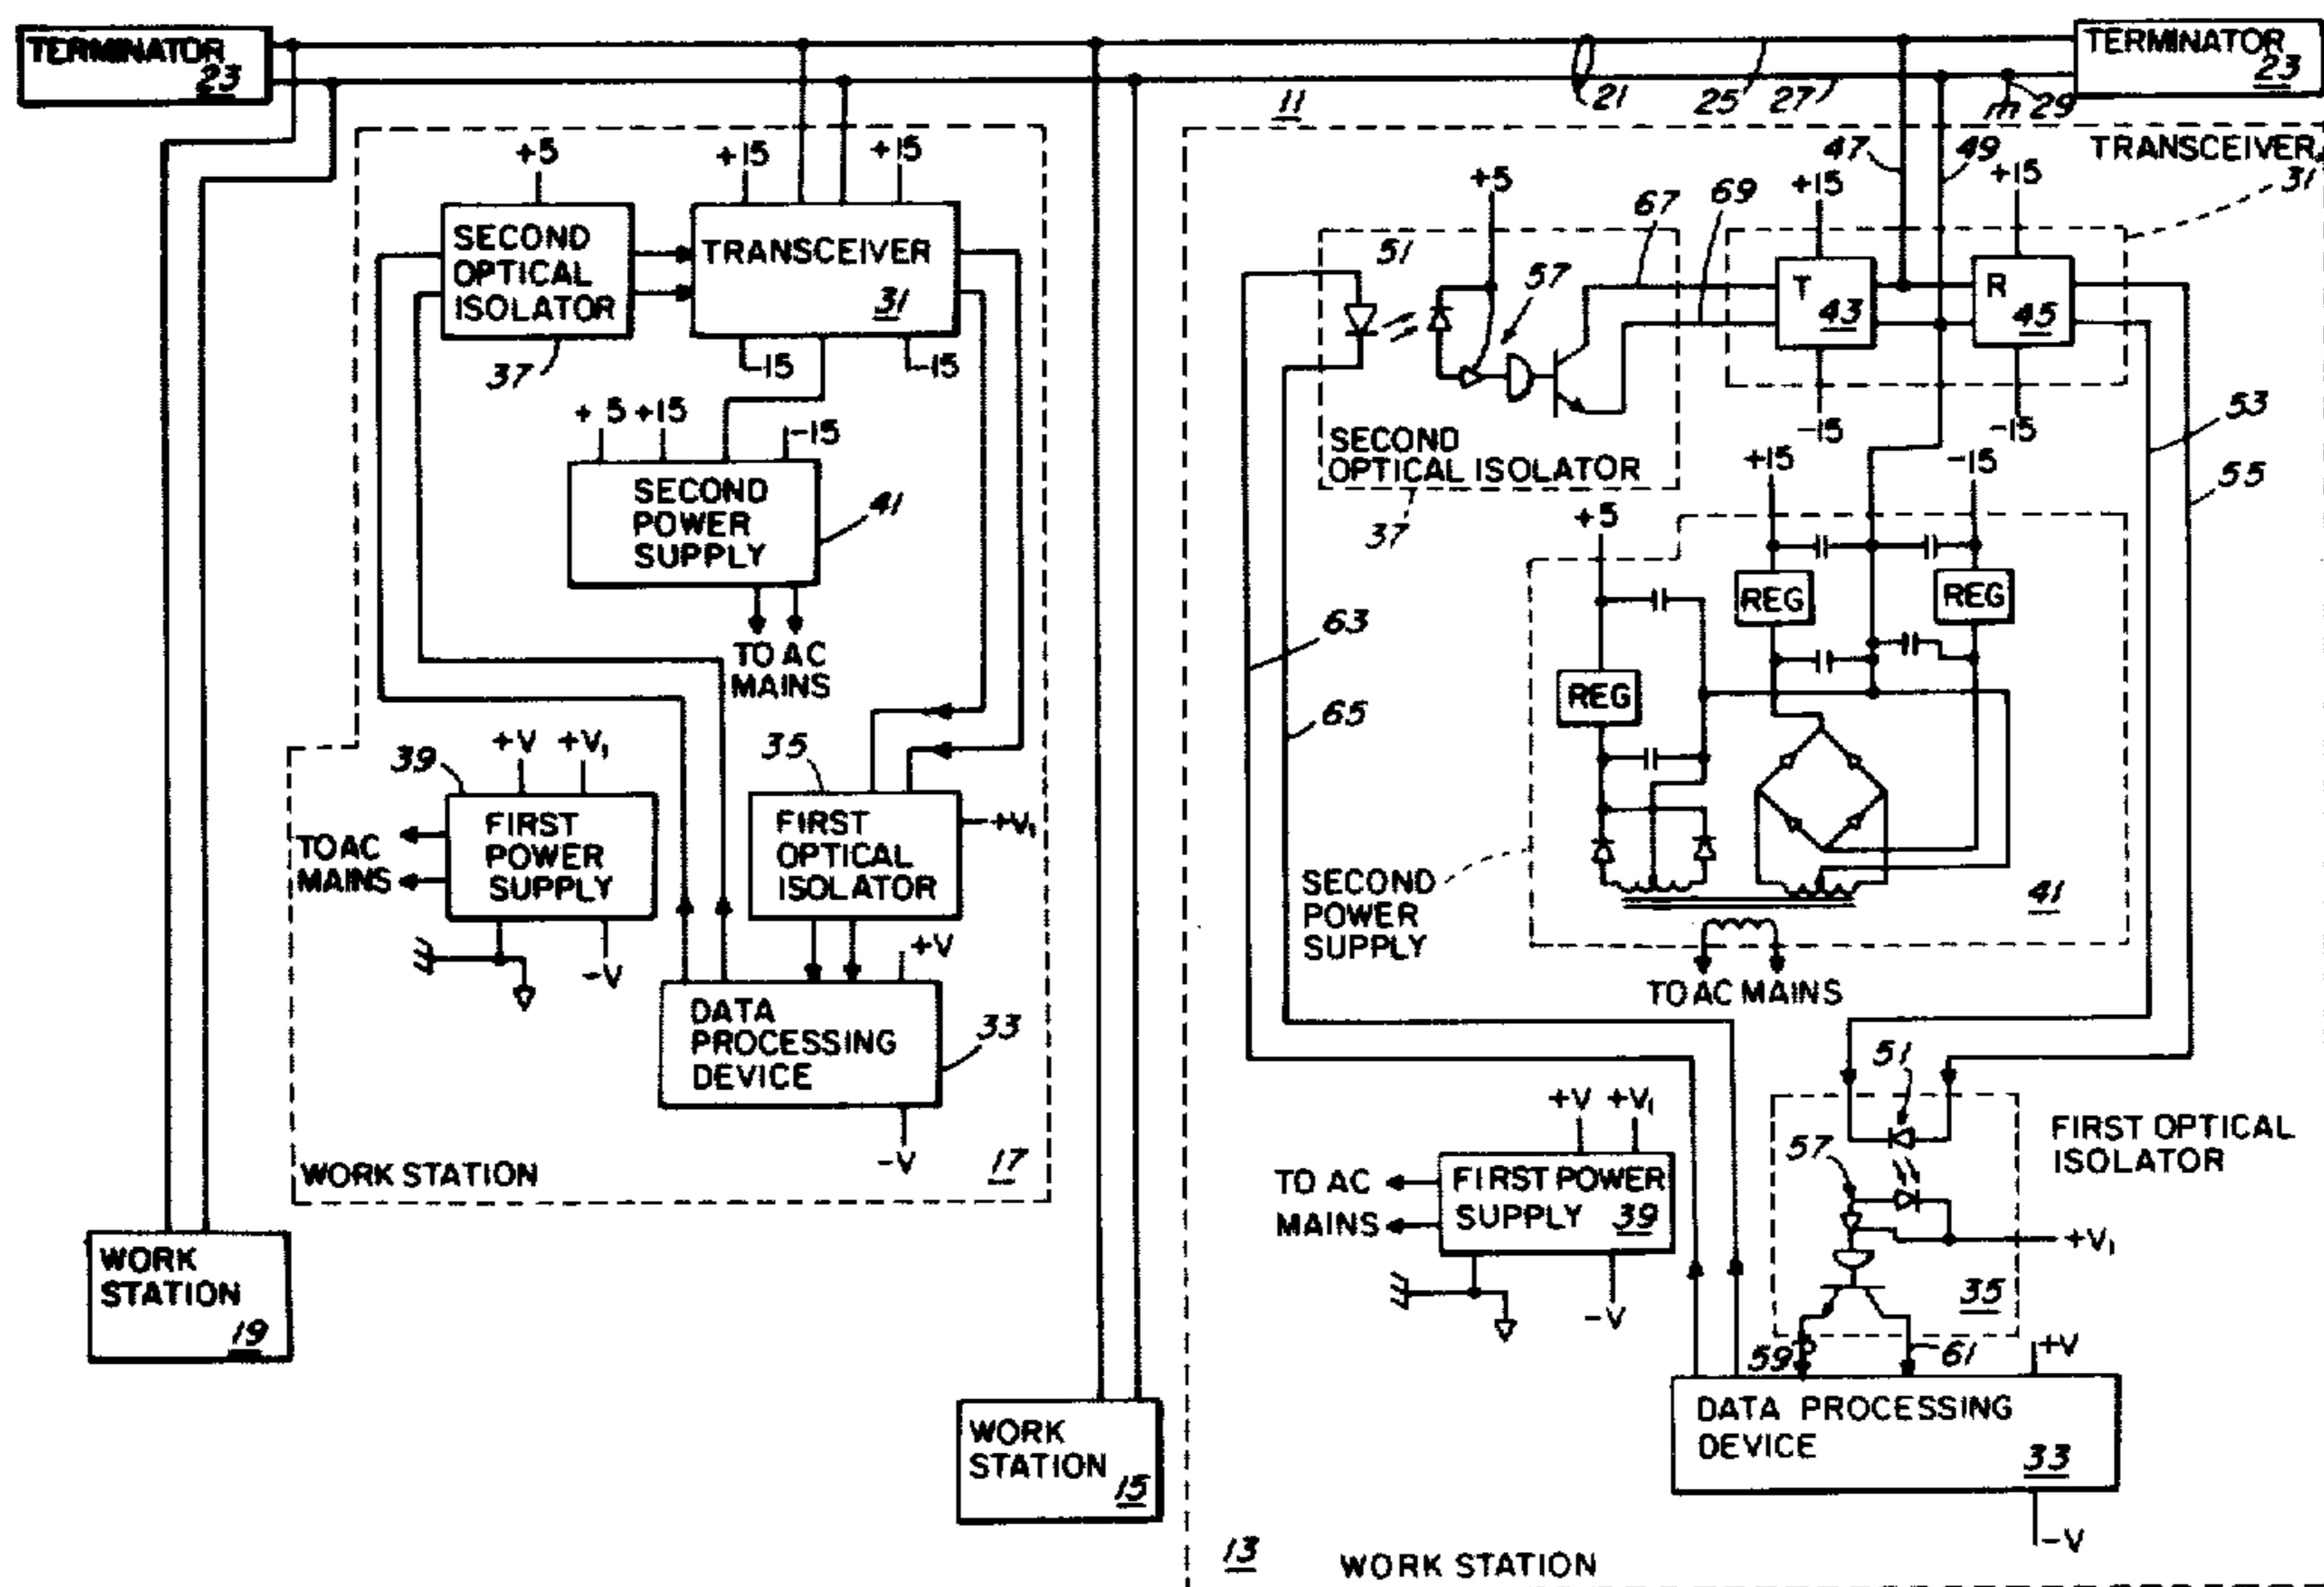 TERMINATOR
23
TERMINATOR
23
11
21
25
27
29
TRANSCEIVER
31
47
49
+5
+15
+15
SECOND
OPTICAL
ISOLATOR
37
TRANSCEIVER
31
-15
-15
+ 5
+15
-15
SECOND
POWER
SUPPLY
41
TO AC
MAINS
39
+V
+V1
FIRST
POWER
SUPPLY
TO AC
MAINS
-V
35
FIRST
OPTICAL
ISOLATOR
+V1
+V
DATA
PROCESSING
DEVICE
33
-V
WORK STATION
17
WORK
STATION
19
WORK
STATION
15
+5
51
57
67
69
SECOND
OPTICAL ISOLATOR
37
+15
+15
T
43
R
45
-15
-15
53
55
+5
+15
-15
REG
REG
REG
63
65
SECOND
POWER
SUPPLY
41
TO AC MAINS
51
57
FIRST OPTICAL
ISOLATOR
+V1
35
+V
+V1
TO AC
MAINS
FIRST POWER
SUPPLY 39
-V
59
61
+V
DATA PROCESSING
DEVICE
33
-V
13
WORK STATION